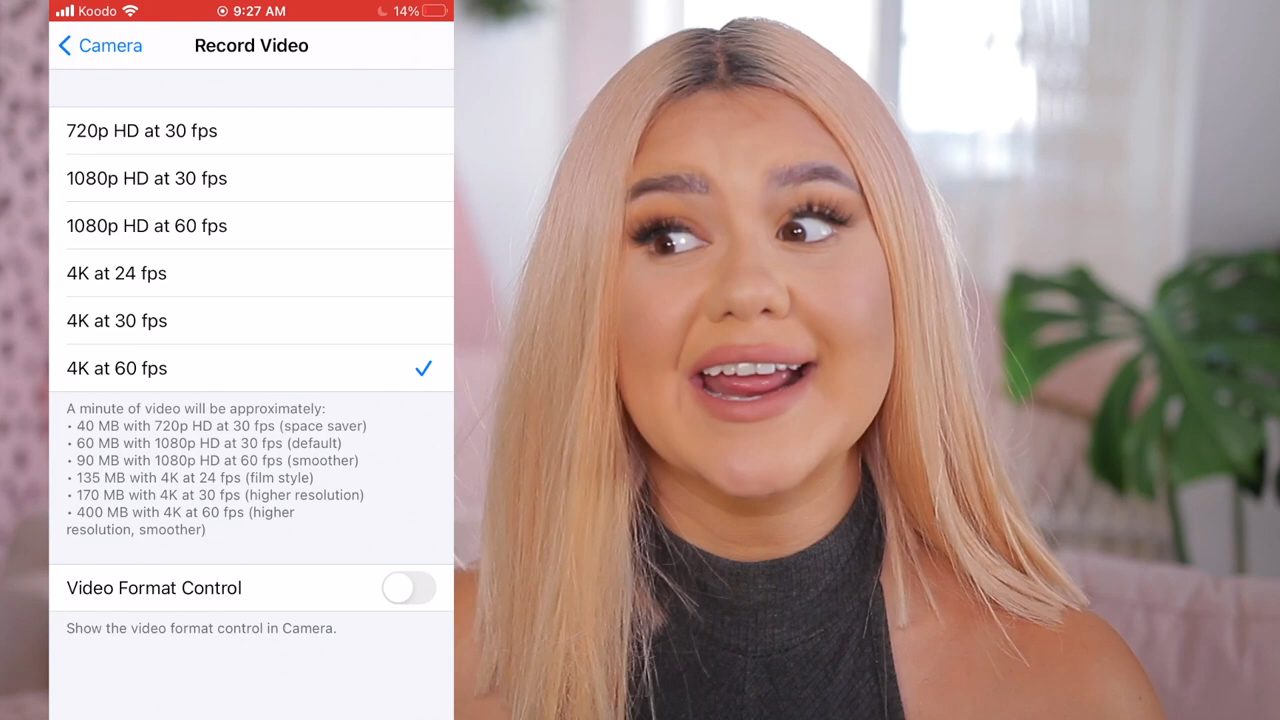 Koodo 9:27 AM 14%
Camera Record Video
720p HD at 30 fps
1080p HD at 30 fps
1080p HD at 60 fps
4K at 24 fps
4K at 30 fps
4K at 60 fps
A minute of video will be approximately:
• 40 MB with 720p HD at 30 fps (space saver)
• 60 MB with 1080p HD at 30 fps (default)
• 90 MB with 1080p HD at 60 fps (smoother)
• 135 MB with 4K at 24 fps (film style)
• 170 MB with 4K at 30 fps (higher resolution)
• 400 MB with 4K at 60 fps (higher
resolution, smoother)
Video Format Control
Show the video format control in Camera.